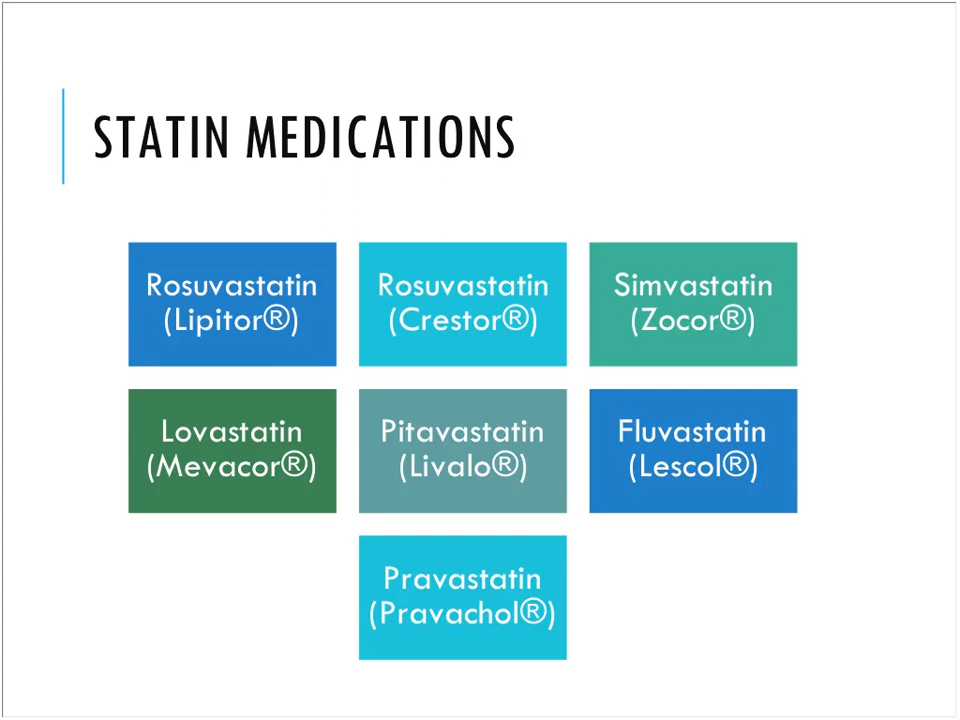 STATIN MEDICATIONS
Rosuvastatin
(Lipitor®)
Rosuvastatin
(Crestor®)
Simvastatin
(Zocor®)
Lovastatin
(Mevacor®)
Pitavastatin
(Livalo®)
Fluvastatin
(Lescol®)
Pravastatin
(Pravachol®)